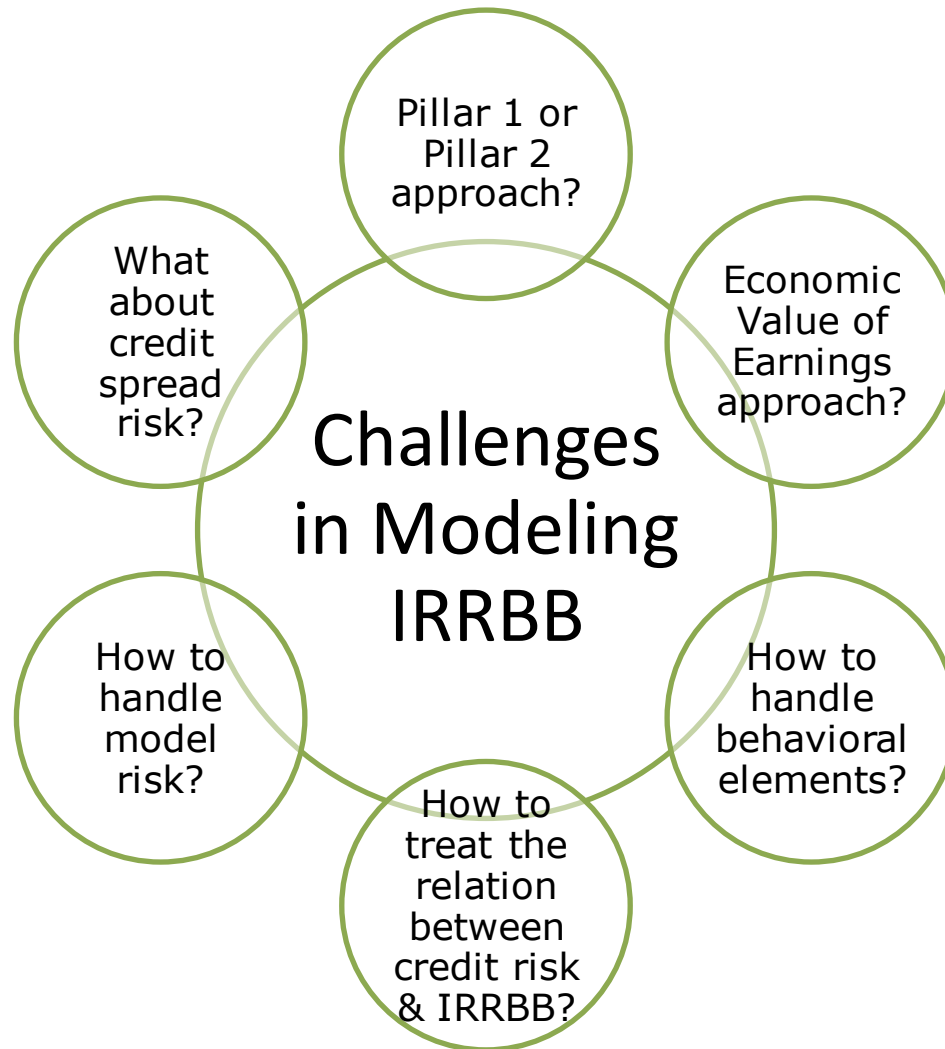 Pillar 1 or
Pillar 2
approach?
What
about
credit
spread
risk?
Economic
Value of
Earnings
approach?
Challenges
in Modeling
IRRBB
How to
handle
model
risk?
How to
handle
behavioral
elements?
How to
treat the
relation
between
credit risk
& IRRBB?